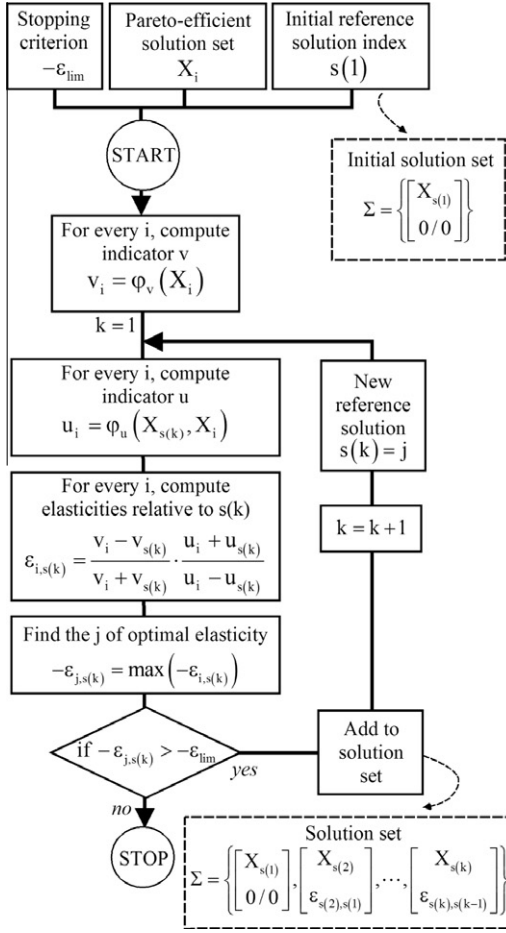 Stopping
criterion
−ε_lim
Pareto-efficient
solution set
X_i
Initial reference
solution index
s(1)
START
Initial solution set
Σ = {[X_s(1) 0/0]}
For every i, compute
indicator v
v_i = φ_v(X_i)
k = 1
For every i, compute
indicator u
u_i = φ_u(X_s(k), X_i)
New
reference
solution
s(k) = j
For every i, compute
elasticities relative to s(k)
ε_i,s(k) = (v_i − v_s(k))/(v_i + v_s(k)) · (u_i + u_s(k))/(u_i − u_s(k))
k = k + 1
Find the j of optimal elasticity
−ε_j,s(k) = max(−ε_i,s(k))
if −ε_j,s(k) > −ε_lim
yes
Add to
solution
set
no
STOP
Solution set
Σ = {[X_s(1) 0/0], [X_s(2) ε_s(2),s(1)], ⋯, [X_s(k) ε_s(k),s(k−1)]}